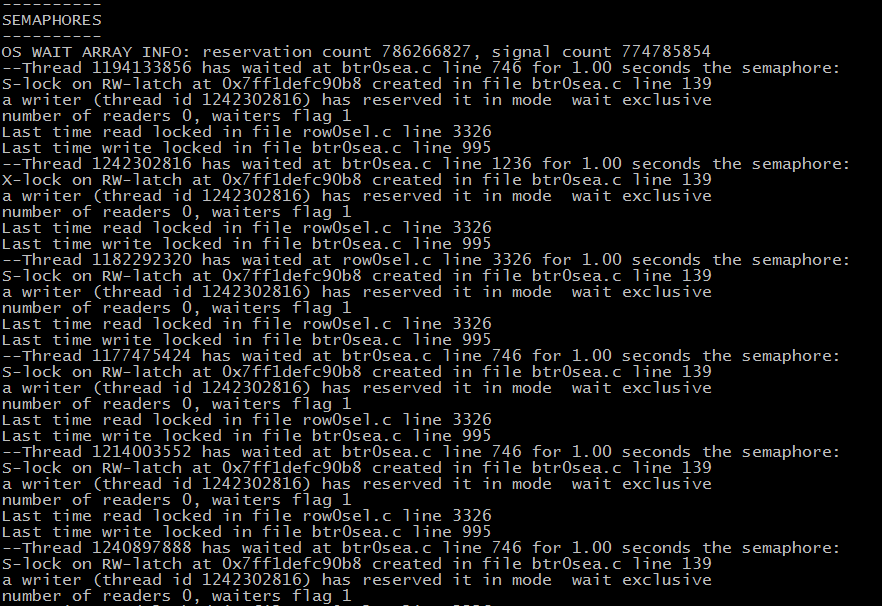 ----------
SEMAPHORES
----------
OS WAIT ARRAY INFO: reservation count 786266827, signal count 774785854
--Thread 1194133856 has waited at btr0sea.c line 746 for 1.00 seconds the semaphore:
S-lock on RW-latch at 0x7ff1defc90b8 created in file btr0sea.c line 139
a writer (thread id 1242302816) has reserved it in mode  wait exclusive
number of readers 0, waiters flag 1
Last time read locked in file row0sel.c line 3326
Last time write locked in file btr0sea.c line 995
--Thread 1242302816 has waited at btr0sea.c line 1236 for 1.00 seconds the semaphore:
X-lock on RW-latch at 0x7ff1defc90b8 created in file btr0sea.c line 139
a writer (thread id 1242302816) has reserved it in mode  wait exclusive
number of readers 0, waiters flag 1
Last time read locked in file row0sel.c line 3326
Last time write locked in file btr0sea.c line 995
--Thread 1182292320 has waited at row0sel.c line 3326 for 1.00 seconds the semaphore:
S-lock on RW-latch at 0x7ff1defc90b8 created in file btr0sea.c line 139
a writer (thread id 1242302816) has reserved it in mode  wait exclusive
number of readers 0, waiters flag 1
Last time read locked in file row0sel.c line 3326
Last time write locked in file btr0sea.c line 995
--Thread 1177475424 has waited at btr0sea.c line 746 for 1.00 seconds the semaphore:
S-lock on RW-latch at 0x7ff1defc90b8 created in file btr0sea.c line 139
a writer (thread id 1242302816) has reserved it in mode  wait exclusive
number of readers 0, waiters flag 1
Last time read locked in file row0sel.c line 3326
Last time write locked in file btr0sea.c line 995
--Thread 1214003552 has waited at btr0sea.c line 746 for 1.00 seconds the semaphore:
S-lock on RW-latch at 0x7ff1defc90b8 created in file btr0sea.c line 139
a writer (thread id 1242302816) has reserved it in mode  wait exclusive
number of readers 0, waiters flag 1
Last time read locked in file row0sel.c line 3326
Last time write locked in file btr0sea.c line 995
--Thread 1240897888 has waited at btr0sea.c line 746 for 1.00 seconds the semaphore:
S-lock on RW-latch at 0x7ff1defc90b8 created in file btr0sea.c line 139
a writer (thread id 1242302816) has reserved it in mode  wait exclusive
number of readers 0, waiters flag 1